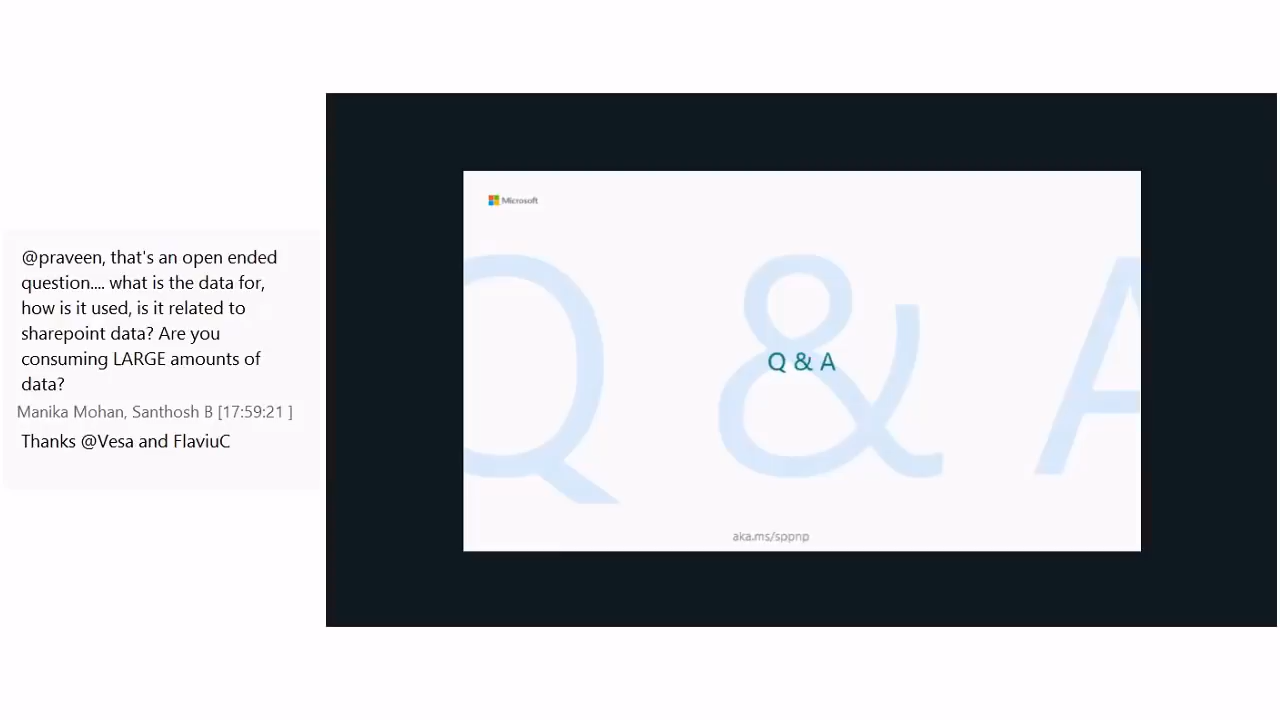 @praveen, that's an open ended
question.... what is the data for,
how is it used, is it related to
sharepoint data? Are you
consuming LARGE amounts of
data?
Manika Mohan, Santhosh B [17:59:21 ]
Thanks @Vesa and FlaviuC
Microsoft
Q & A
Q & A
aka.ms/sppnp